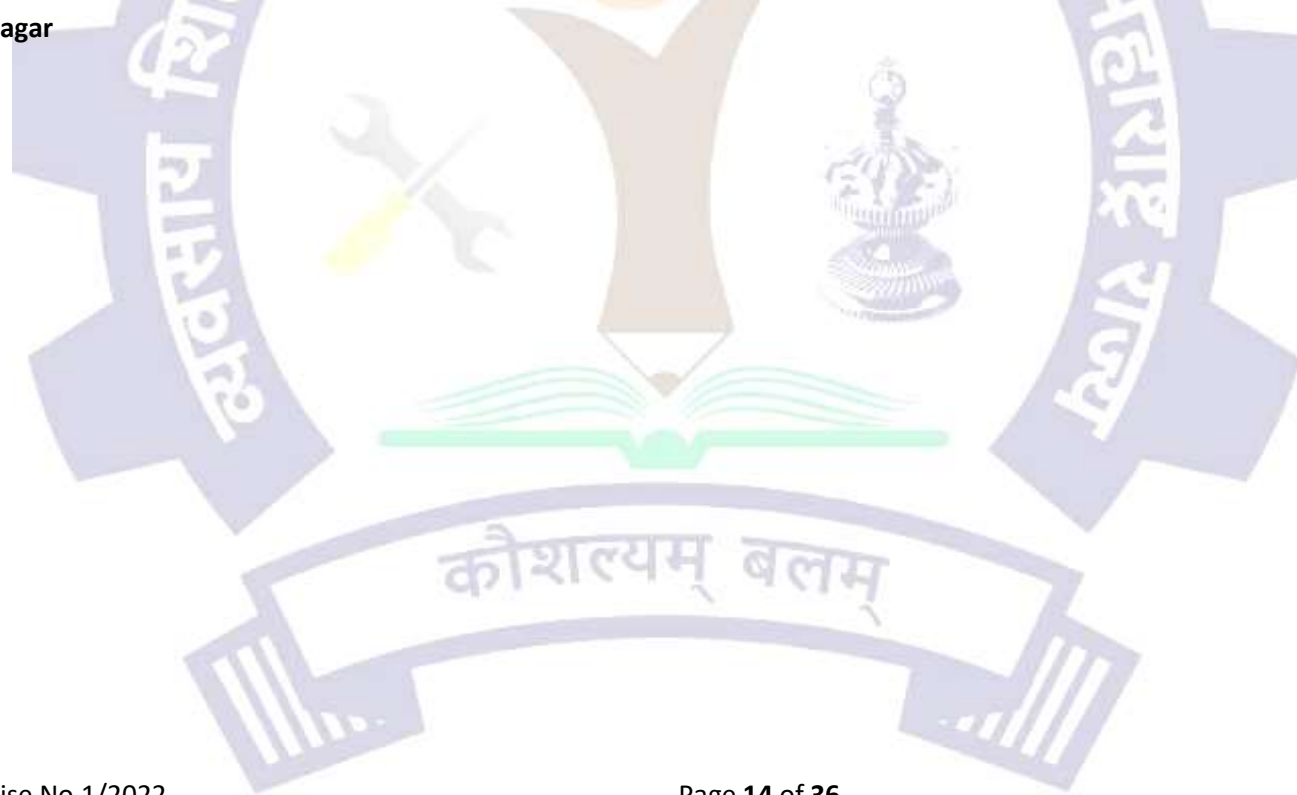 agar
व्यवसाय शि
महाराष्ट्र राज्य
कौशल्यम् बलम्
ise No 1/2022
Page 14 of 36